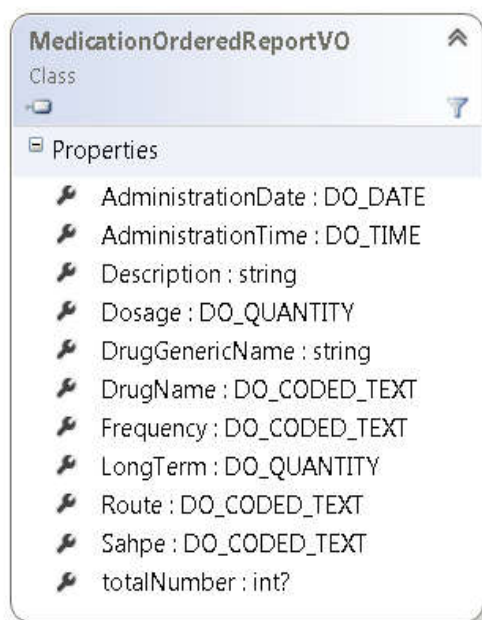 MedicationOrderedReportVO
Class
Properties
AdministrationDate : DO_DATE
AdministrationTime : DO_TIME
Description : string
Dosage : DO_QUANTITY
DrugGenericName : string
DrugName : DO_CODED_TEXT
Frequency : DO_CODED_TEXT
LongTerm : DO_QUANTITY
Route : DO_CODED_TEXT
Sahpe : DO_CODED_TEXT
totalNumber : int?